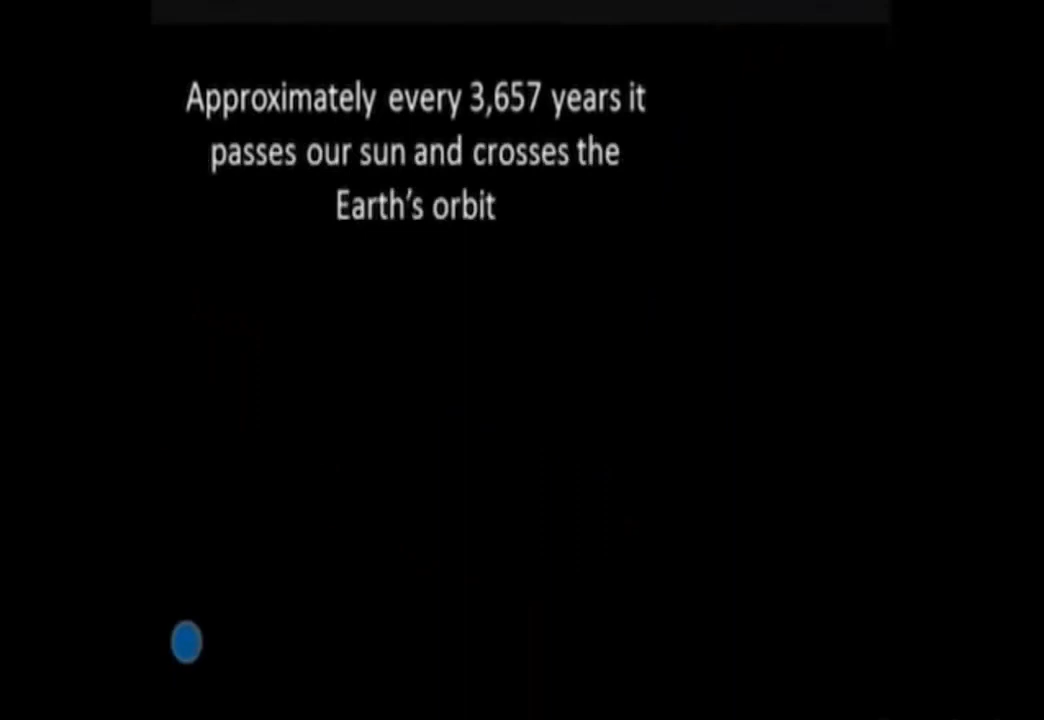 Approximately every 3,657 years it
passes our sun and crosses the
Earth’s orbit